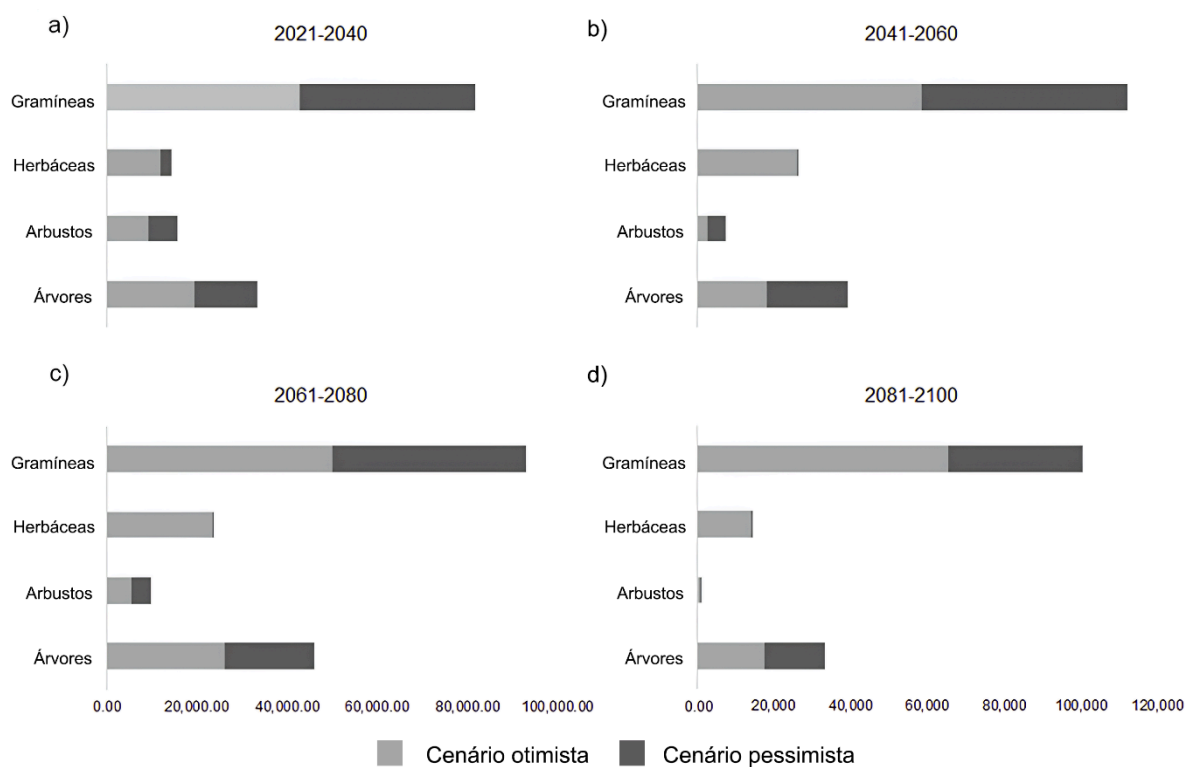 a)
2021-2040
Gramíneas
Herbáceas
Arbustos
Árvores
b)
2041-2060
Gramíneas
Herbáceas
Arbustos
Árvores
c)
2061-2080
Gramíneas
Herbáceas
Arbustos
Árvores
0.00 20,000.00 40,000.00 60,000.00 80,000.00 100,000.00
d)
2081-2100
Gramíneas
Herbáceas
Arbustos
Árvores
0.00 20,000 40,000 60,000 80,000 100,000 120,000
Cenário otimista Cenário pessimista